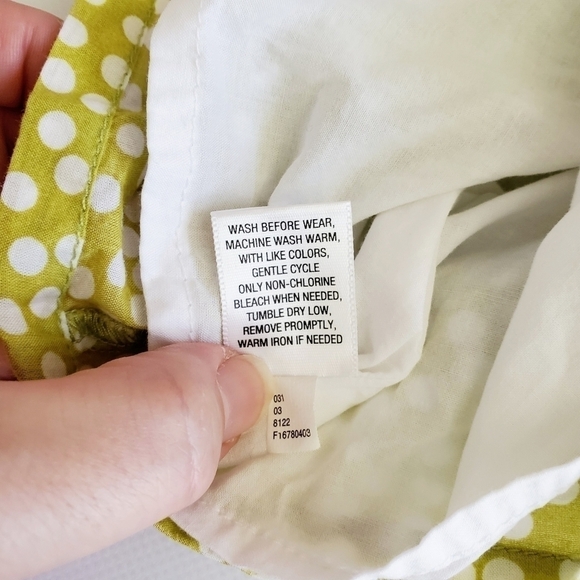 WASH BEFORE WEAR,
MACHINE WASH WARM,
WITH LIKE COLORS,
GENTLE CYCLE
ONLY NON-CHLORINE
BLEACH WHEN NEEDED,
TUMBLE DRY LOW,
REMOVE PROMPTLY,
WARM IRON IF NEEDED
031
03
8122
F16780403